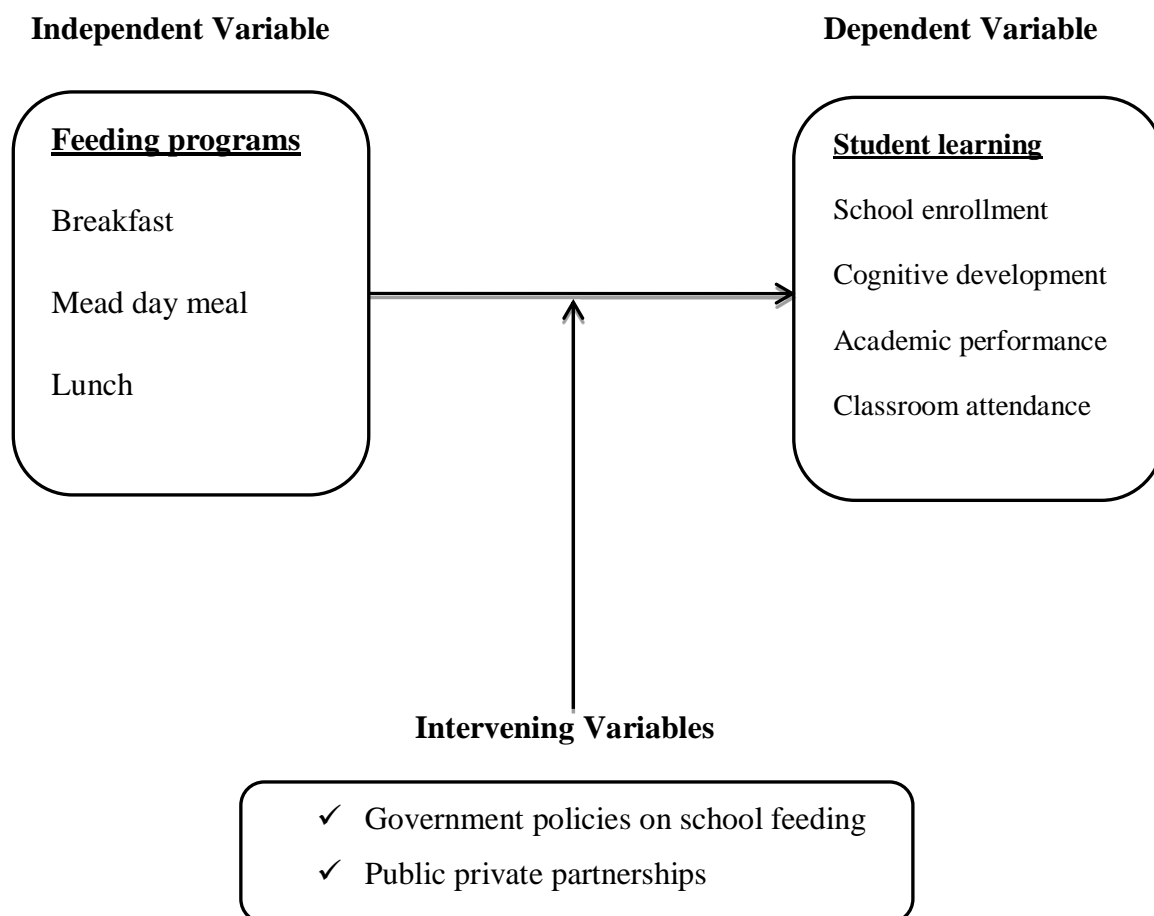 Independent Variable
Dependent Variable
Feeding programs
Breakfast
Mead day meal
Lunch
Student learning
School enrollment
Cognitive development
Academic performance
Classroom attendance
Intervening Variables
✓ Government policies on school feeding
✓ Public private partnerships